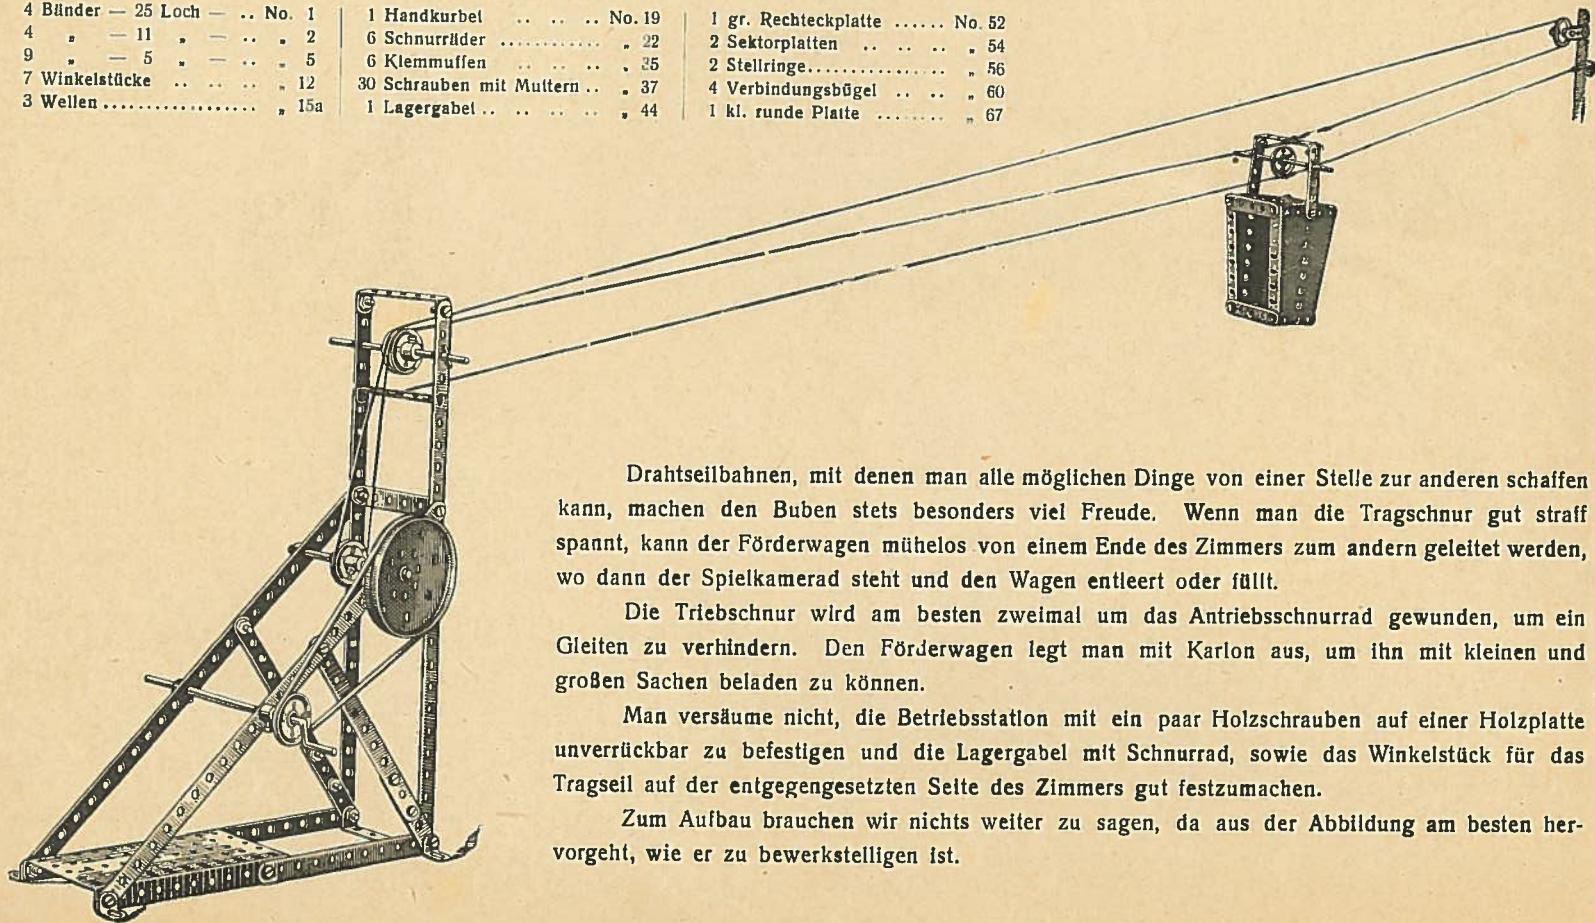 4 Bänder — 25 Loch — .. No. 1
4 „ — 11 „ — .. „ 2
9 „ — 5 „ — .. „ 5
7 Winkelstücke .. .. .. „ 12
3 Wellen .................. „ 15a
1 Handkurbel .. .. .. No. 19
6 Schnurräder ............ „ 22
6 Klemmuffen .. .. .. „ 35
30 Schrauben mit Muttern .. „ 37
1 Lagergabel .. .. .. .. „ 44
1 gr. Rechteckplatte ...... No. 52
2 Sektorplatten .. .. .. „ 54
2 Stellringe ................ „ 56
4 Verbindungsbügel .. .. „ 60
1 kl. runde Platte ........ „ 67
Drahtseilbahnen, mit denen man alle möglichen Dinge von einer Stelle zur anderen schaffen
kann, machen den Buben stets besonders viel Freude. Wenn man die Tragschnur gut straff
spannt, kann der Förderwagen mühelos von einem Ende des Zimmers zum andern geleitet werden,
wo dann der Spielkamerad steht und den Wagen entleert oder füllt.
Die Triebschnur wird am besten zweimal um das Antriebsschnurrad gewunden, um ein
Gleiten zu verhindern. Den Förderwagen legt man mit Karton aus, um ihn mit kleinen und
großen Sachen beladen zu können.
Man versäume nicht, die Betriebsstation mit ein paar Holzschrauben auf einer Holzplatte
unverrückbar zu befestigen und die Lagergabel mit Schnurrad, sowie das Winkelstück für das
Tragseil auf der entgegengesetzten Seite des Zimmers gut festzumachen.
Zum Aufbau brauchen wir nichts weiter zu sagen, da aus der Abbildung am besten her-
vorgeht, wie er zu bewerkstelligen ist.